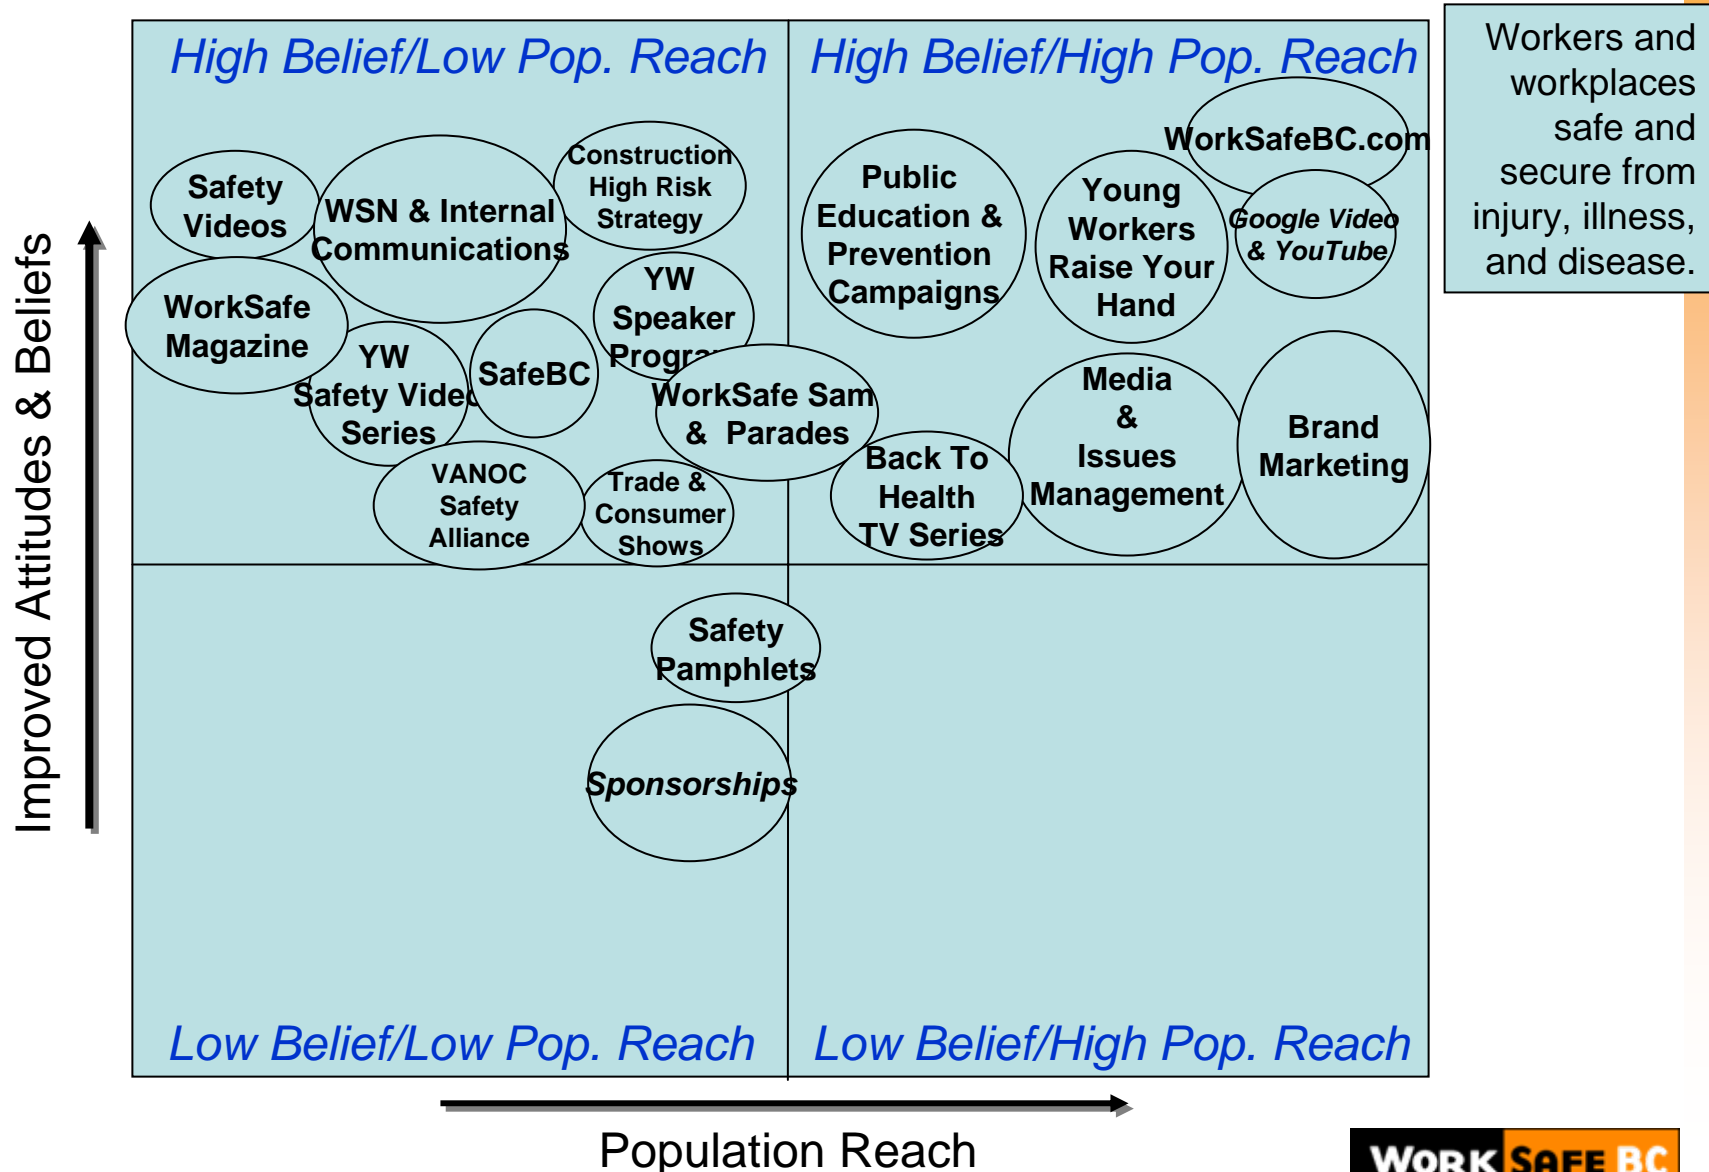 High Belief/Low Pop. Reach
High Belief/High Pop. Reach
Workers and
workplaces
safe and
secure from
injury, illness,
and disease.
Improved Attitudes & Beliefs
Safety
Videos
WSN & Internal
Communications
Construction
High Risk
Strategy
WorkSafe
Magazine
YW
Safety Video
Series
SafeBC
YW
Speaker
Program
WorkSafe Sam
& Parades
VANOC
Safety
Alliance
Trade &
Consumer
Shows
Public
Education &
Prevention
Campaigns
Young
Workers
Raise Your
Hand
WorkSafeBC.com
Google Video
& YouTube
Back To
Health
TV Series
Media
&
Issues
Management
Brand
Marketing
Safety
Pamphlets
Sponsorships
Low Belief/Low Pop. Reach
Low Belief/High Pop. Reach
Population Reach
WORK SAFE BC